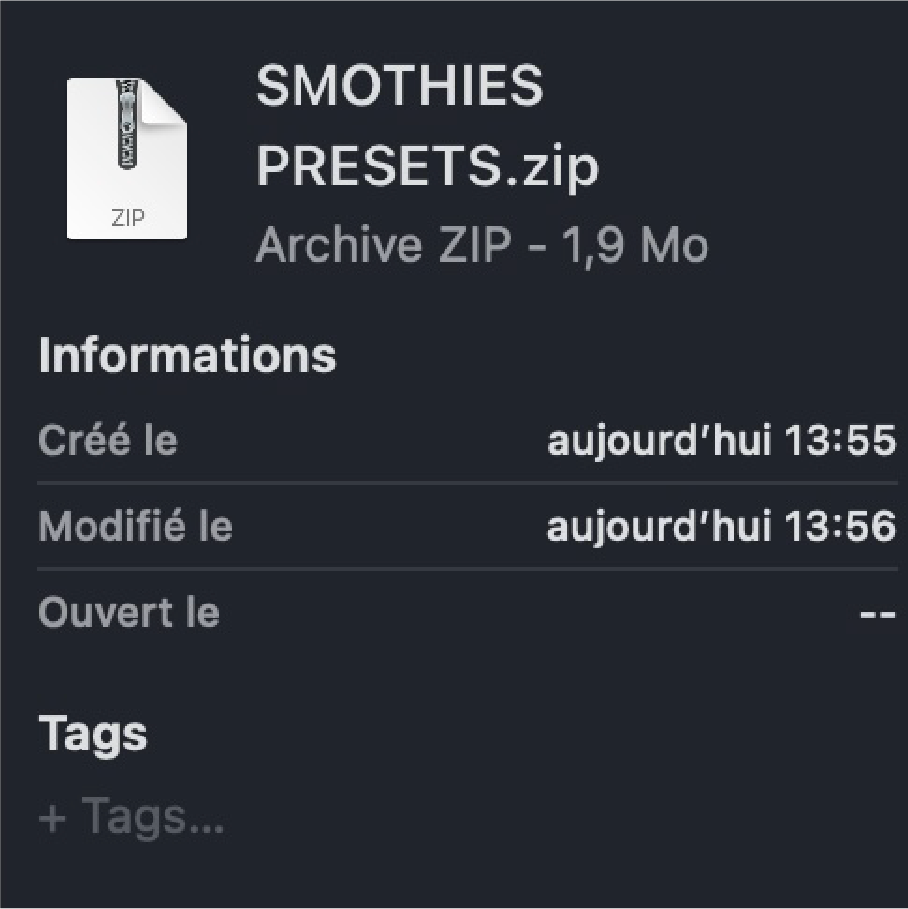 SMOTHIES
PRESETS.zip
ZIP
Archive ZIP - 1,9 Mo
Informations
Créé le aujourd’hui 13:55
Modifié le aujourd’hui 13:56
Ouvert le --
Tags
+ Tags...